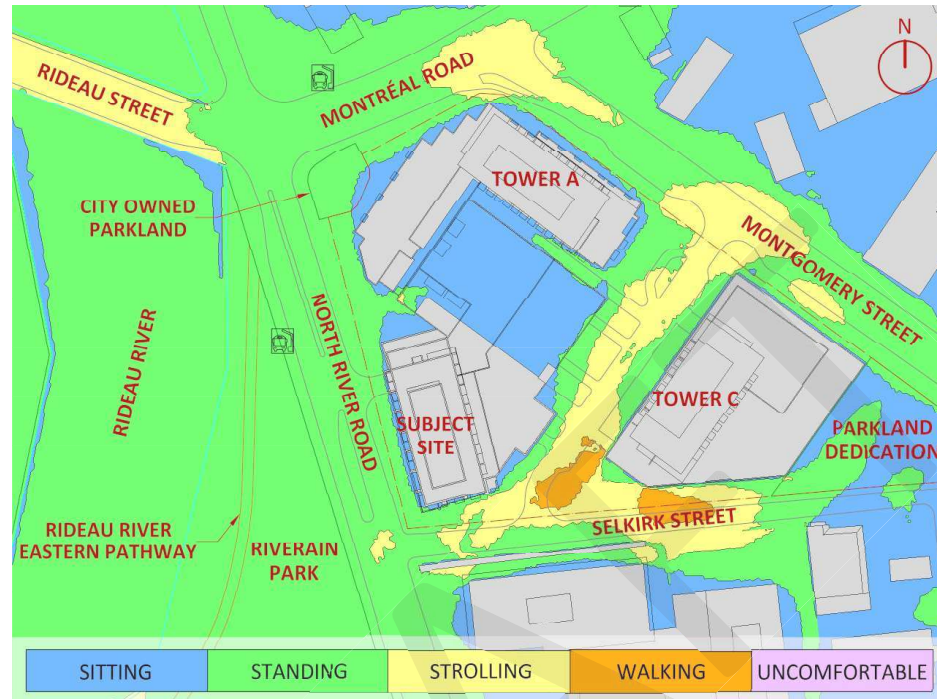 N
RIDEAU STREET
MONTRÉAL ROAD
TOWER A
CITY OWNED
PARKLAND
MONTGOMERY STREET
NORTH RIVER ROAD
RIDEAU RIVER
TOWER C
SUBJECT
SITE
PARKLAND
DEDICATION
SELKIRK STREET
RIDEAU RIVER
EASTERN PATHWAY
RIVERAIN
PARK
SITTING
STANDING
STROLLING
WALKING
UNCOMFORTABLE